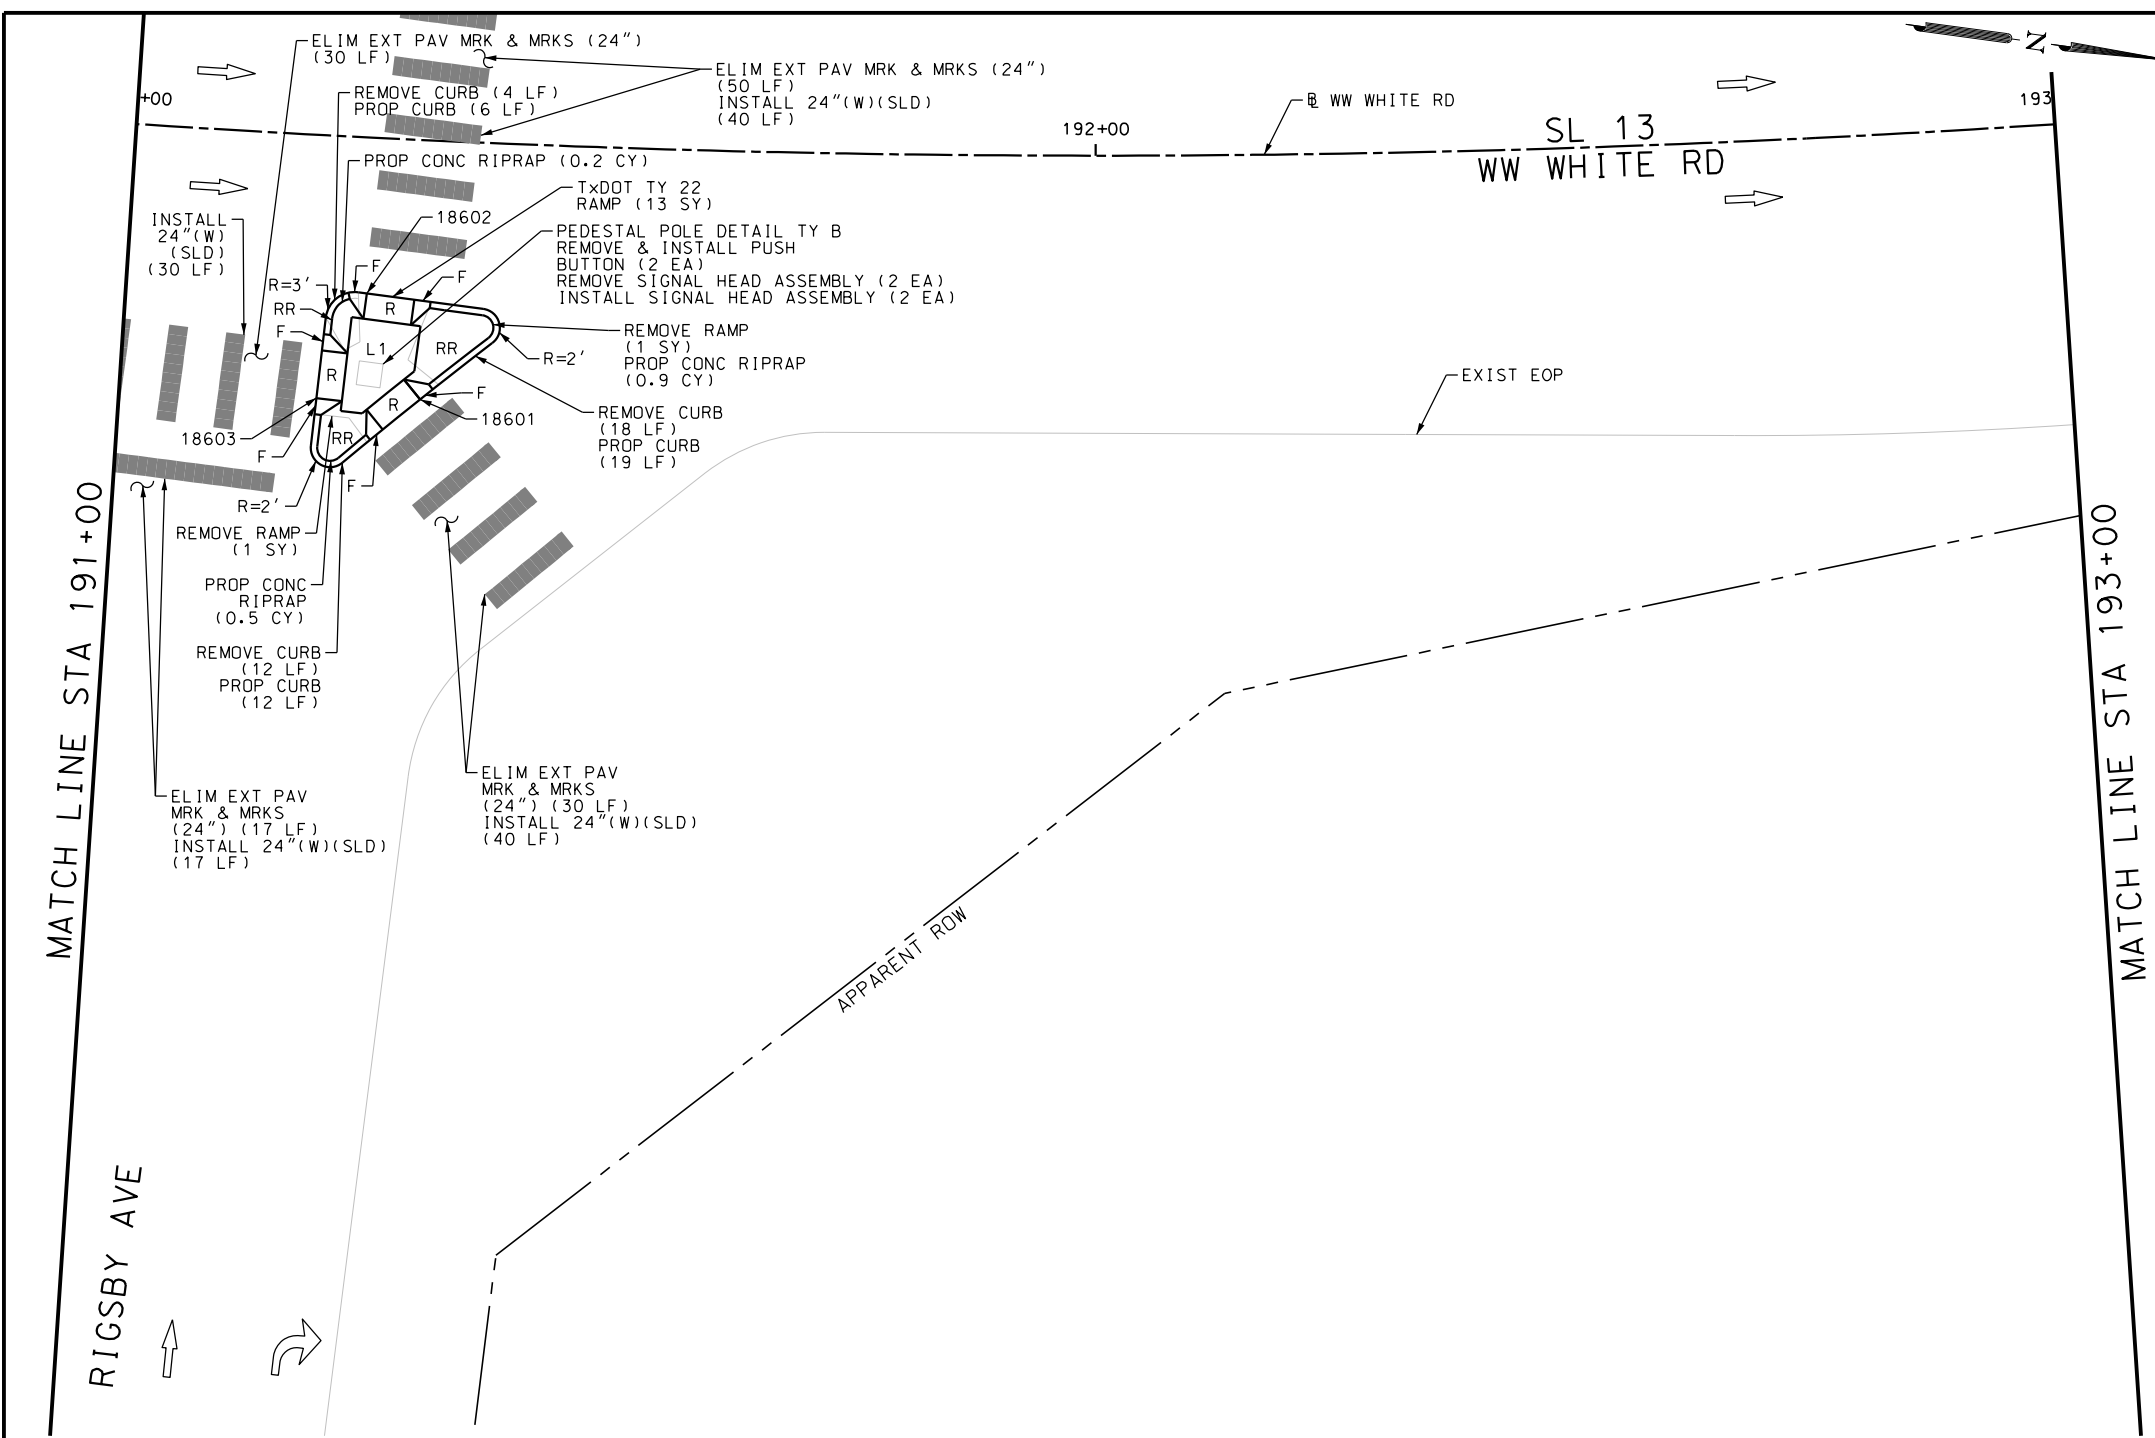 ELIM EXT PAV MRK & MRKS (24")
(30 LF)
ELIM EXT PAV MRK & MRKS (24")
(50 LF)
INSTALL 24"(W)(SLD)
(40 LF)
+00
REMOVE CURB (4 LF)
PROP CURB (6 LF)
192+00
℄ WW WHITE RD
SL 13
WW WHITE RD
193
N
PROP CONC RIPRAP (0.2 CY)
TxDOT TY 22
RAMP (13 SY)
18602
INSTALL
24"(W)
(SLD)
(30 LF)
PEDESTAL POLE DETAIL TY B
REMOVE & INSTALL PUSH
BUTTON (2 EA)
REMOVE SIGNAL HEAD ASSEMBLY (2 EA)
INSTALL SIGNAL HEAD ASSEMBLY (2 EA)
F
F
R=3'
RR
F
R
L1
RR
R
R
RR
REMOVE RAMP
(1 SY)
PROP CONC RIPRAP
(0.9 CY)
R=2'
F
18601
REMOVE CURB
(18 LF)
PROP CURB
(19 LF)
EXIST EOP
18603
F
F
R=2'
REMOVE RAMP
(1 SY)
PROP CONC
RIPRAP
(0.5 CY)
REMOVE CURB
(12 LF)
PROP CURB
(12 LF)
ELIM EXT PAV
MRK & MRKS
(24") (17 LF)
INSTALL 24"(W)(SLD)
(17 LF)
ELIM EXT PAV
MRK & MRKS
(24") (30 LF)
INSTALL 24"(W)(SLD)
(40 LF)
MATCH LINE STA 191+00
MATCH LINE STA 193+00
APPARENT ROW
RIGSBY AVE